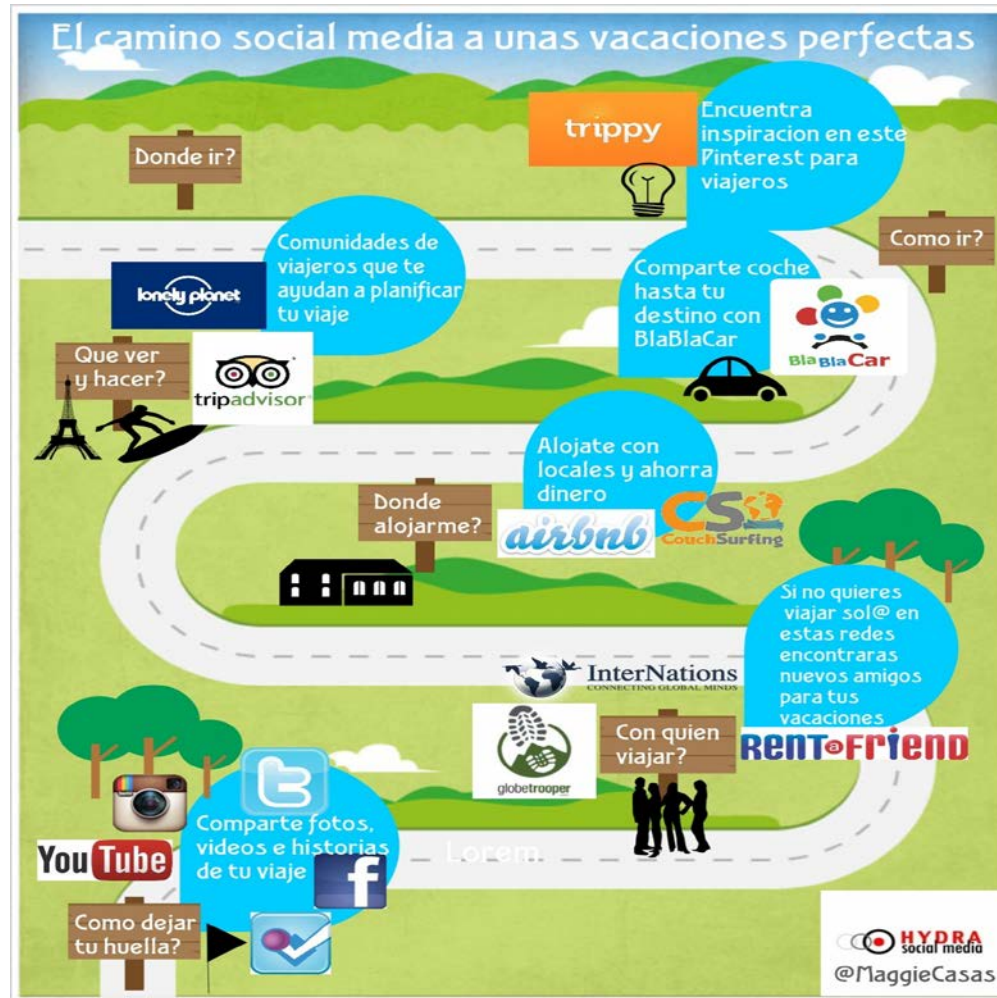 El camino social media a unas vacaciones perfectas
Donde ir?
trippy
Encuentra
inspiracion en este
Pinterest para
viajeros
Como ir?
Comparte coche
hasta tu
destino con
BlaBlaCar
BlaBlaCar
Comunidades de
viajeros que te
ayudan a planificar
tu viaje
lonely planet
Que ver
y hacer?
tripadvisor
Donde
alojarme?
Alojate con
locales y ahorra
dinero
airbnb
CS
CouchSurfing
Si no quieres
viajar sol@ en
estas redes
encontraras
nuevos amigos
para tus
vacaciones
InterNations
CONNECTING GLOBAL MINDS
globetrooper
Con quien
viajar?
RENT a FRIEND
Comparte fotos,
videos e historias
de tu viaje
Lorem
YouTube
Como dejar
tu huella?
HYDRA
social media
@MaggieCasas